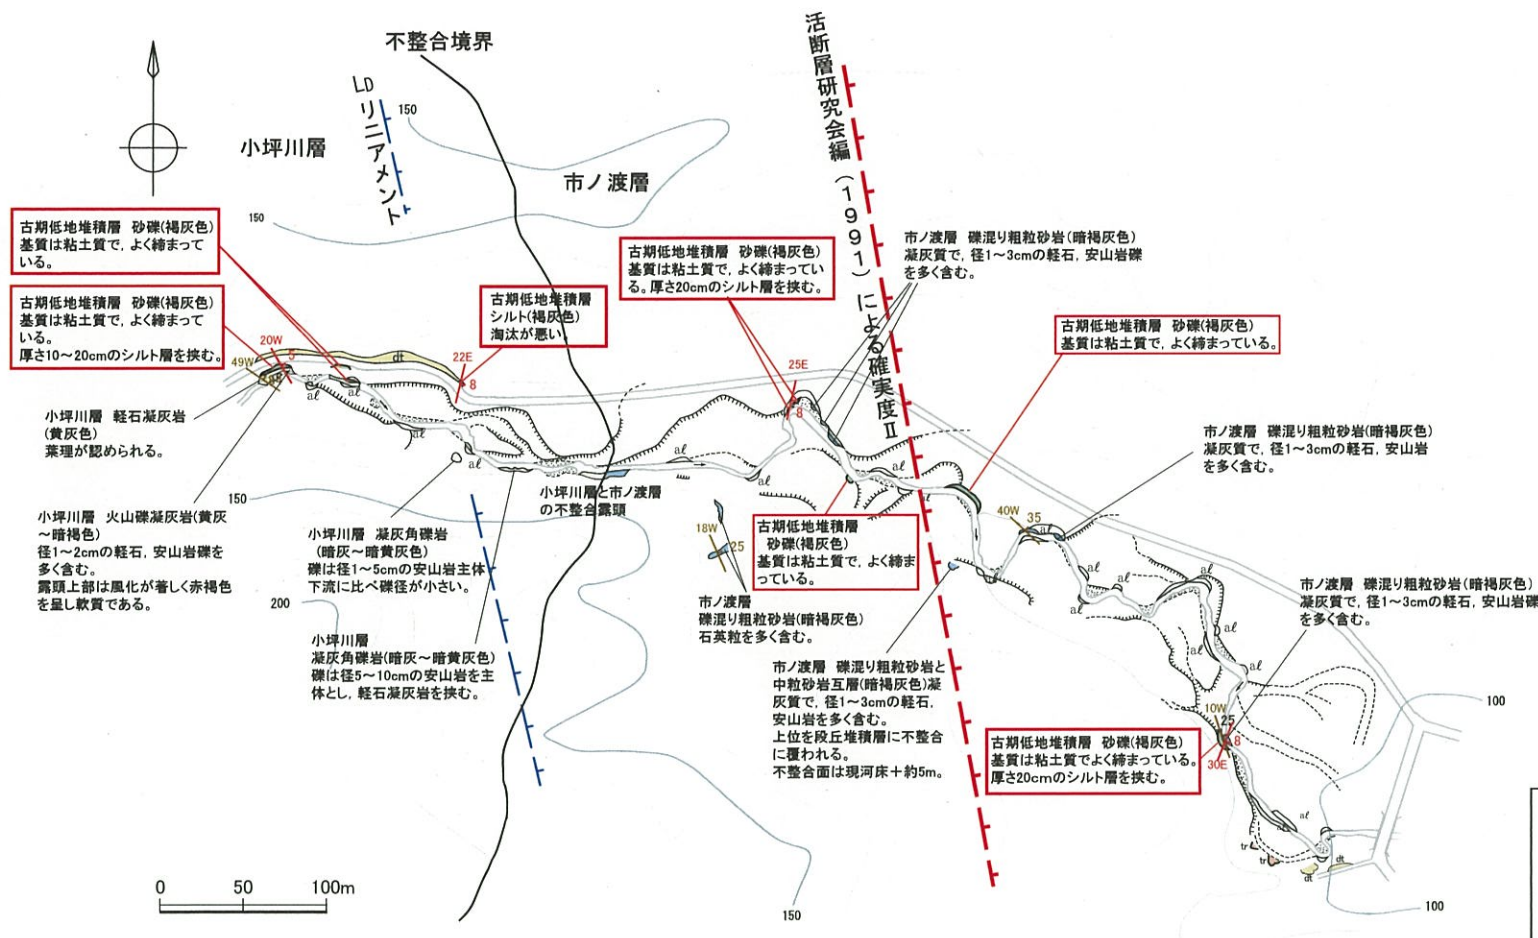 不整合境界
LDリニアメント
150
小坪川層
市ノ渡層
150
活断層研究会編(1991)による確実度Ⅱ
古期低地堆積層 砂礫(褐灰色)
基質は粘土質で，よく締まって
いる。
古期低地堆積層 砂礫(褐灰色)
基質は粘土質で，よく締まって
いる。
厚さ10～20cmのシルト層を挟む。
古期低地堆積層
シルト(褐灰色)
淘汰が悪い
古期低地堆積層 砂礫(褐灰色)
基質は粘土質で，よく締まってい
る。厚さ20cmのシルト層を挟む。
市ノ渡層 礫混り粗粒砂岩(暗褐灰色)
凝灰質で，径1～3cmの軽石，安山岩礫
を多く含む。
古期低地堆積層 砂礫(褐灰色)
基質は粘土質で，よく締まっている。
20W
5
49W
dt
22E
8
25E
8
al
al
al
al
al
al
al
al
al
小坪川層 軽石凝灰岩
(黄灰色)
葉理が認められる。
市ノ渡層 礫混り粗粒砂岩(暗褐灰色)
凝灰質で，径1～3cmの軽石，安山岩
を多く含む。
150
小坪川層と市ノ渡層
の不整合露頭
小坪川層 火山礫凝灰岩(黄灰
～暗褐色)
径1～2cmの軽石，安山岩礫を
多く含む。
露頭上部は風化が著しく赤褐色
を呈し軟質である。
小坪川層 凝灰角礫岩
(暗灰～暗黄灰色)
礫は径1～5cmの安山岩主体
下流に比べ礫径が小さい。
200
小坪川層
凝灰角礫岩(暗灰～暗黄灰色)
礫は径5～10cmの安山岩を主
体とし，軽石凝灰岩を挟む。
18W
25
古期低地堆積層
砂礫(褐灰色)
基質は粘土質で，よく締ま
っている。
40W
35
al
al
al
al
al
al
al
al
al
市ノ渡層
礫混り粗粒砂岩(暗褐灰色)
石英粒を多く含む。
市ノ渡層 礫混り粗粒砂岩と
中粒砂岩互層(暗褐灰色)凝
灰質で，径1～3cmの軽石，
安山岩を多く含む。
上位を段丘堆積層に不整合
に覆われる。
不整合面は現河床＋約5m。
市ノ渡層 礫混り粗粒砂岩(暗褐灰色)
凝灰質で，径1～3cmの軽石，安山岩礫
を多く含む。
100
10W
25
8
30E
古期低地堆積層 砂礫(褐灰色)
基質は粘土質でよく締まっている。
厚さ20cmのシルト層を挟む。
al
al
tr
tr
dt
dt
0 50 100m
150
100